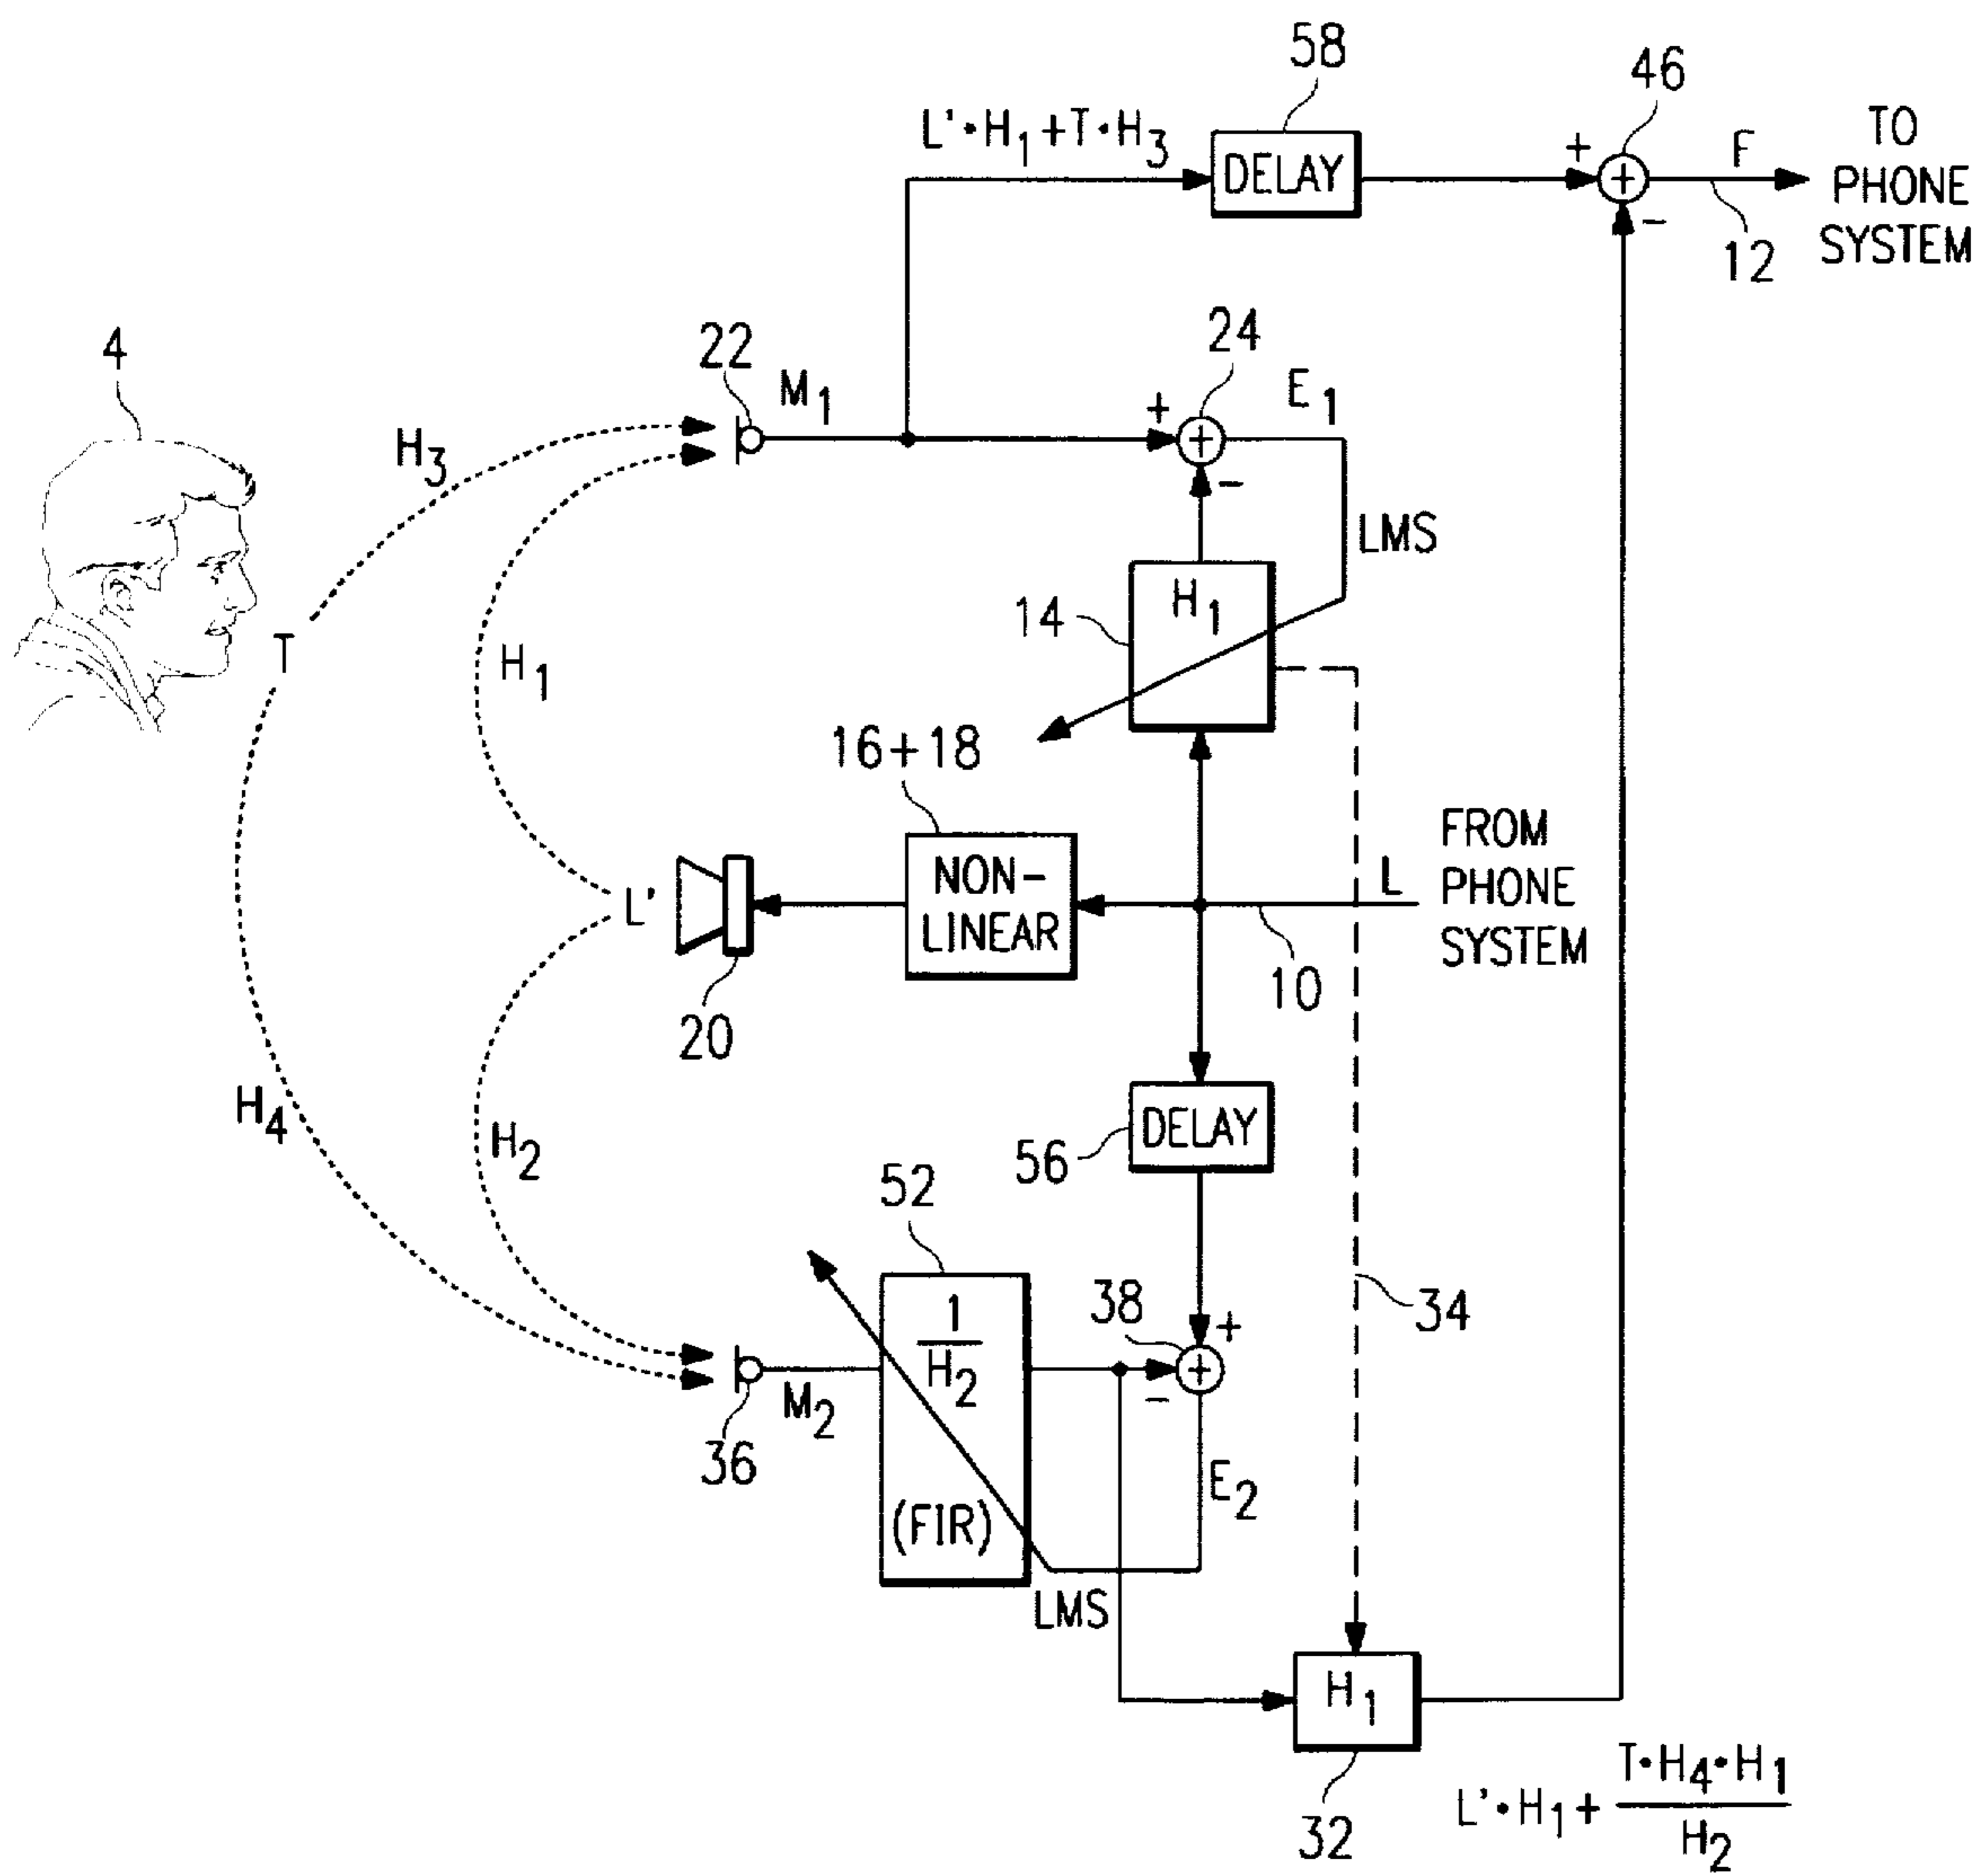 58
46
L'·H1+T·H3
DELAY
+
+
F
TO
PHONE
SYSTEM
-
12
4
22
M1
24
+
+
E1
-
H3
LMS
H1
14
T
H1
16+18
NON-
LINEAR
L'
L
FROM
PHONE
SYSTEM
10
20
DELAY
56
H4
H2
52
1
H2
(FIR)
38
+
+
-
34
M2
36
E2
LMS
H1
32
L'·H1+ T·H4·H1
H2